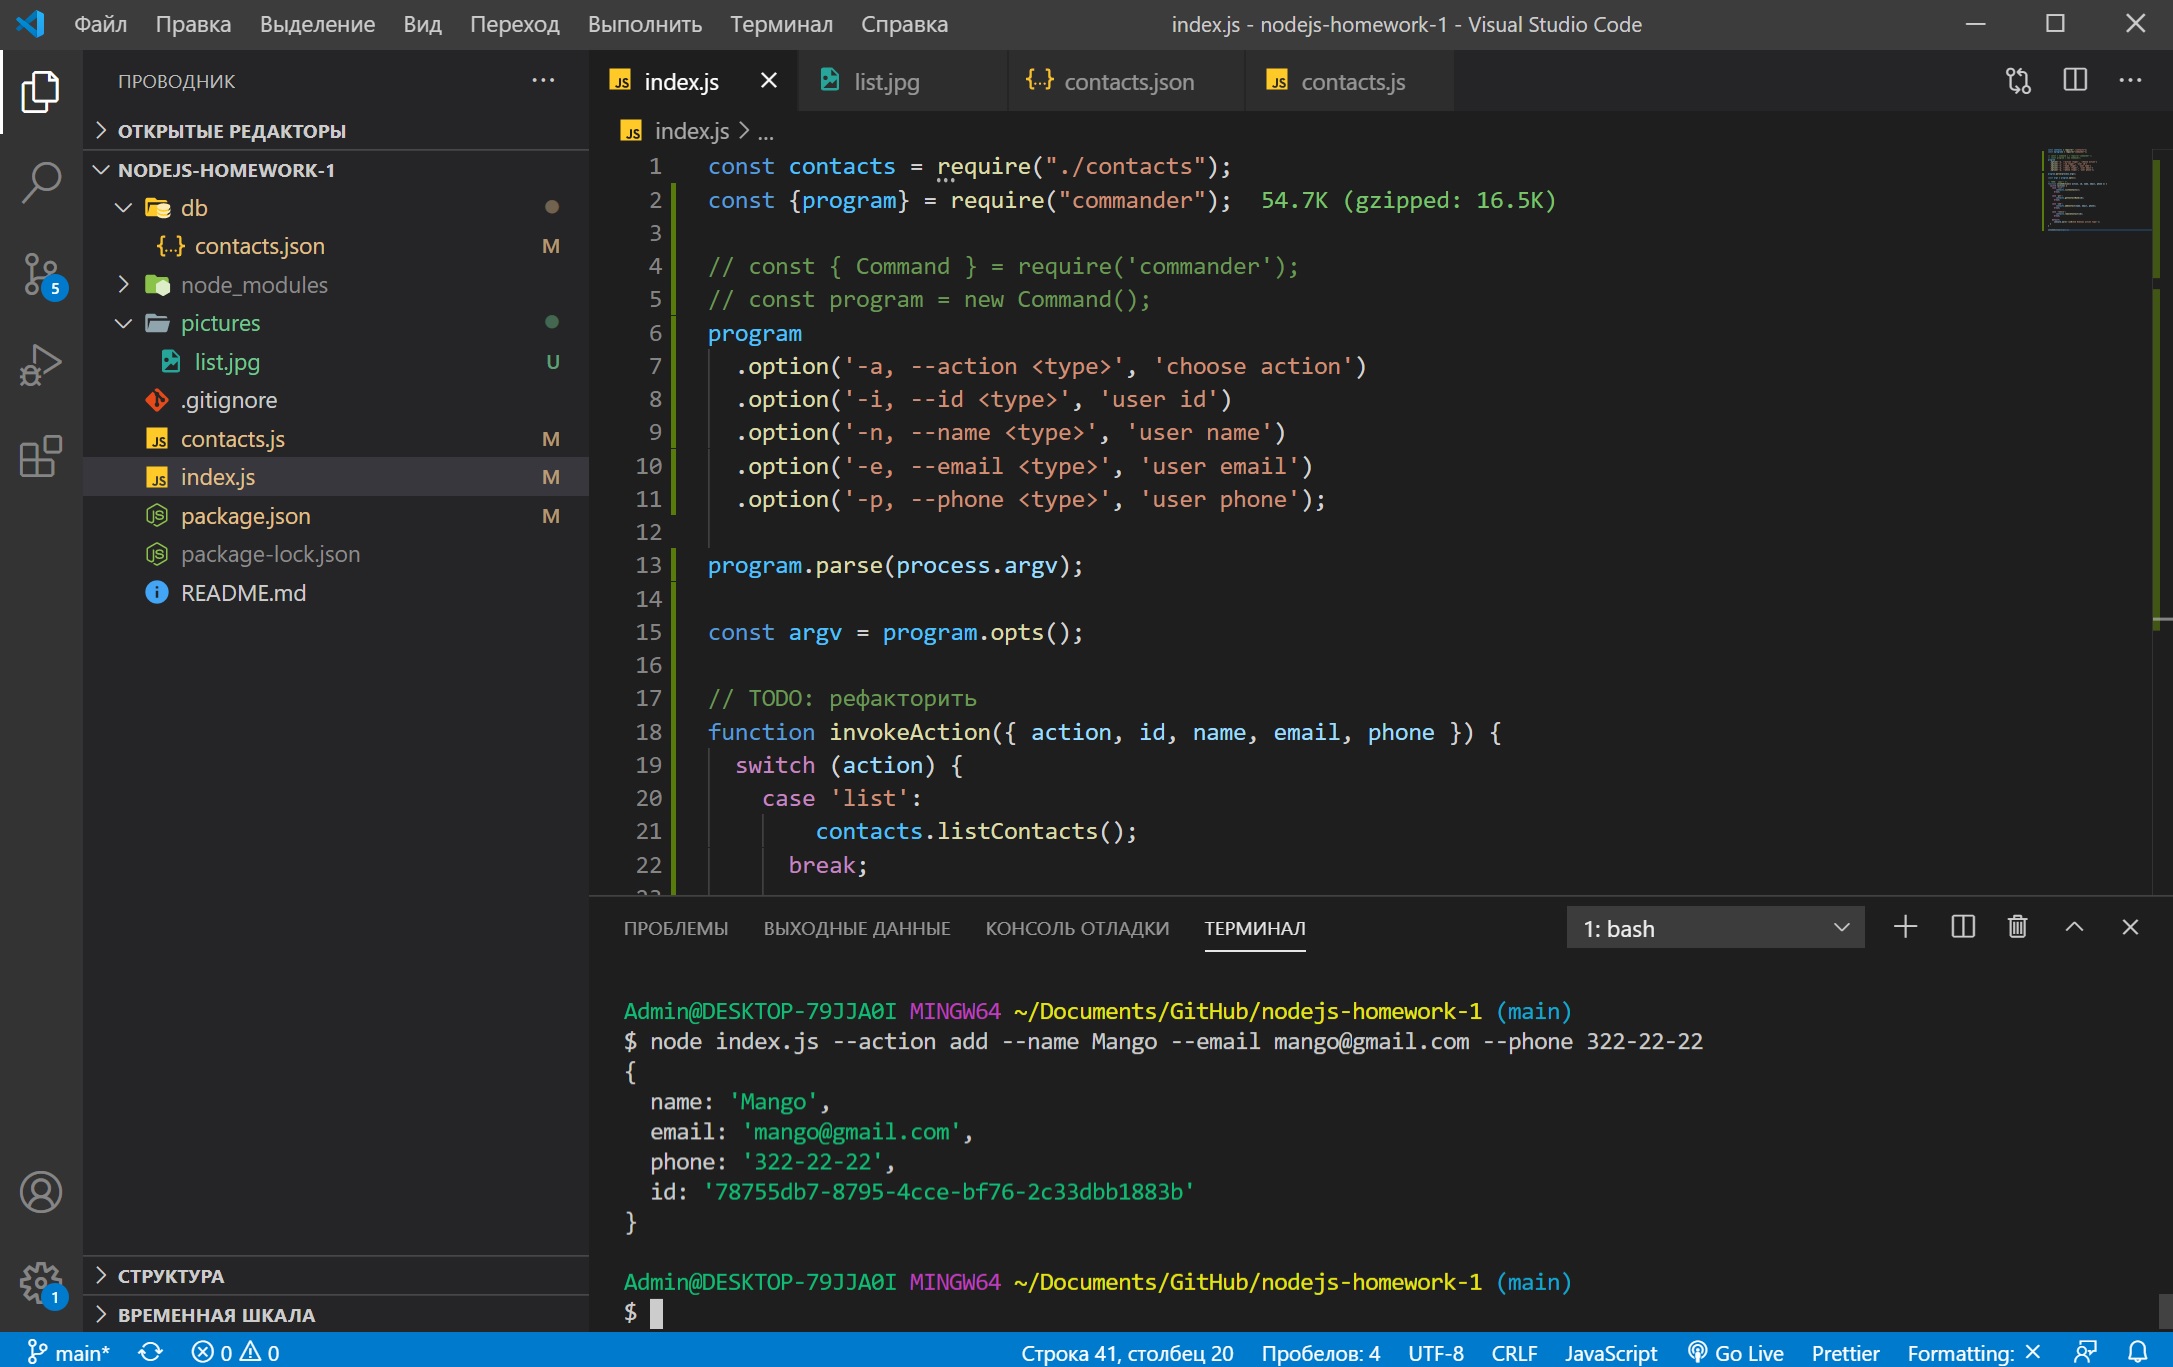 Файл Правка Выделение Вид Переход Выполнить Терминал Справка index.js - nodejs-homework-1 - Visual Studio Code
ПРОВОДНИК
ОТКРЫТЫЕ РЕДАКТОРЫ
NODEJS-HOMEWORK-1
db
{..} contacts.json M
node_modules
pictures
list.jpg U
.gitignore
JS contacts.js M
JS index.js M
package.json M
package-lock.json
README.md
СТРУКТУРА
ВРЕМЕННАЯ ШКАЛА
5
1
JS index.js list.jpg {..} contacts.json JS contacts.js
JS index.js > ...
1 const contacts = require("./contacts");
2 const {program} = require("commander"); 54.7K (gzipped: 16.5K)
3
4 // const { Command } = require('commander');
5 // const program = new Command();
6 program
7 .option('-a, --action <type>', 'choose action')
8 .option('-i, --id <type>', 'user id')
9 .option('-n, --name <type>', 'user name')
10 .option('-e, --email <type>', 'user email')
11 .option('-p, --phone <type>', 'user phone');
12
13 program.parse(process.argv);
14
15 const argv = program.opts();
16
17 // TODO: рефакторить
18 function invokeAction({ action, id, name, email, phone }) {
19 switch (action) {
20 case 'list':
21 contacts.listContacts();
22 break;
ПРОБЛЕМЫ ВЫХОДНЫЕ ДАННЫЕ КОНСОЛЬ ОТЛАДКИ ТЕРМИНАЛ 1: bash
Admin@DESKTOP-79JJA0I MINGW64 ~/Documents/GitHub/nodejs-homework-1 (main)
$ node index.js --action add --name Mango --email mango@gmail.com --phone 322-22-22
{
name: 'Mango',
email: 'mango@gmail.com',
phone: '322-22-22',
id: '78755db7-8795-4cce-bf76-2c33dbb1883b'
}
Admin@DESKTOP-79JJA0I MINGW64 ~/Documents/GitHub/nodejs-homework-1 (main)
$
main* 0 0 Строка 41, столбец 20 Пробелов: 4 UTF-8 CRLF JavaScript Go Live Prettier Formatting: ×